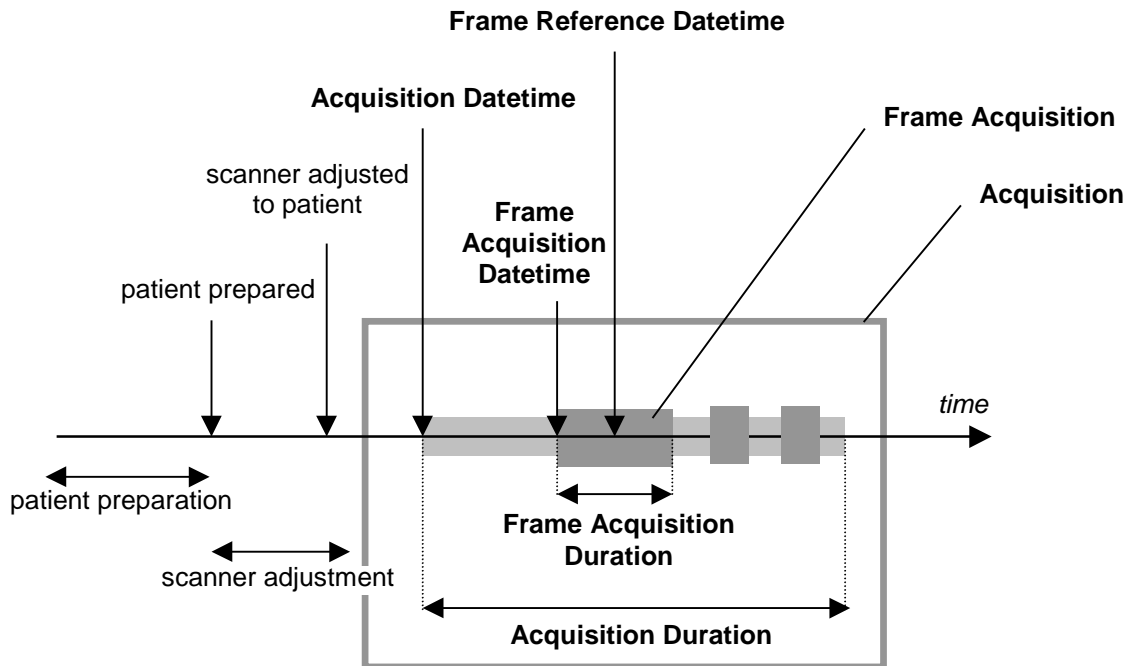 Frame Reference Datetime
Acquisition Datetime
Frame Acquisition
scanner adjusted
to patient
Acquisition
Frame
Acquisition
Datetime
patient prepared
time
patient preparation
Frame Acquisition
Duration
scanner adjustment
Acquisition Duration